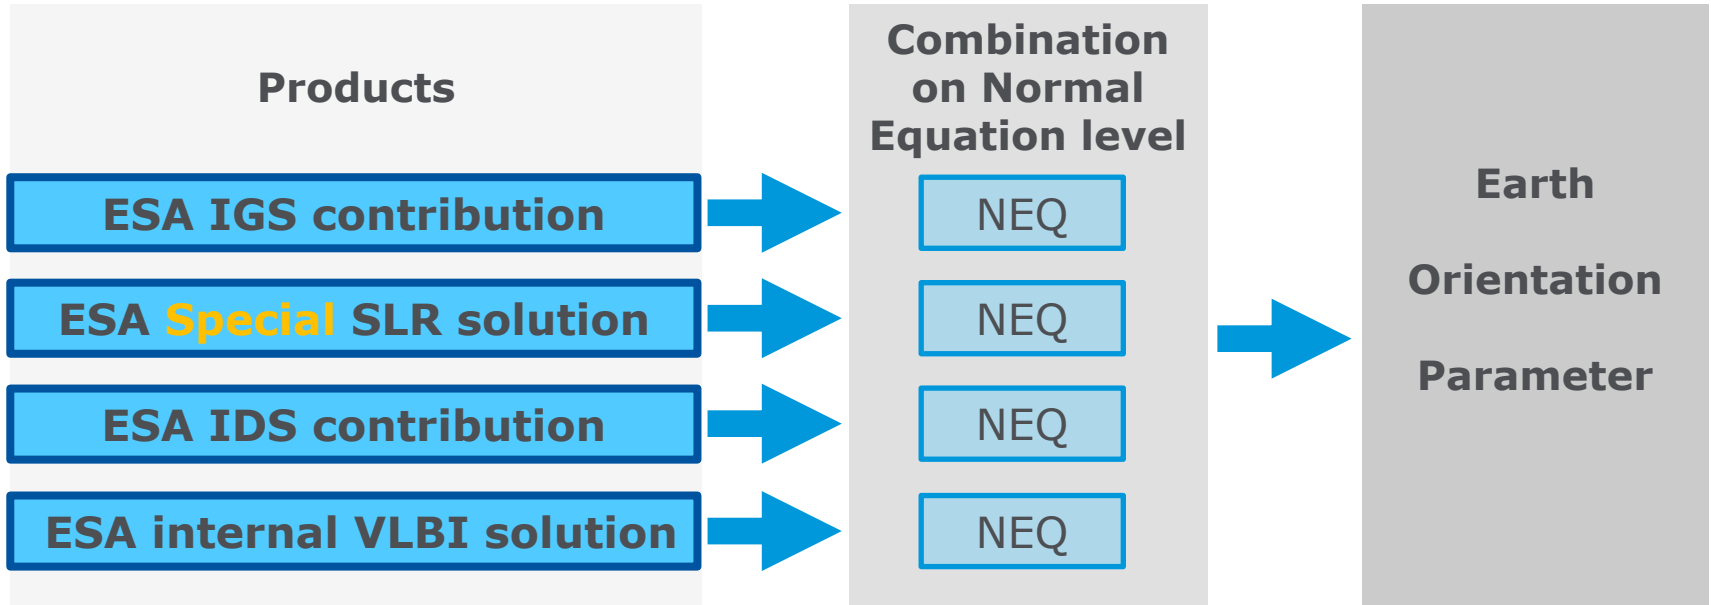 Products
Combination
on Normal
Equation level
ESA IGS contribution
NEQ
ESA Special SLR solution
NEQ
ESA IDS contribution
NEQ
ESA internal VLBI solution
NEQ
Earth
Orientation
Parameter